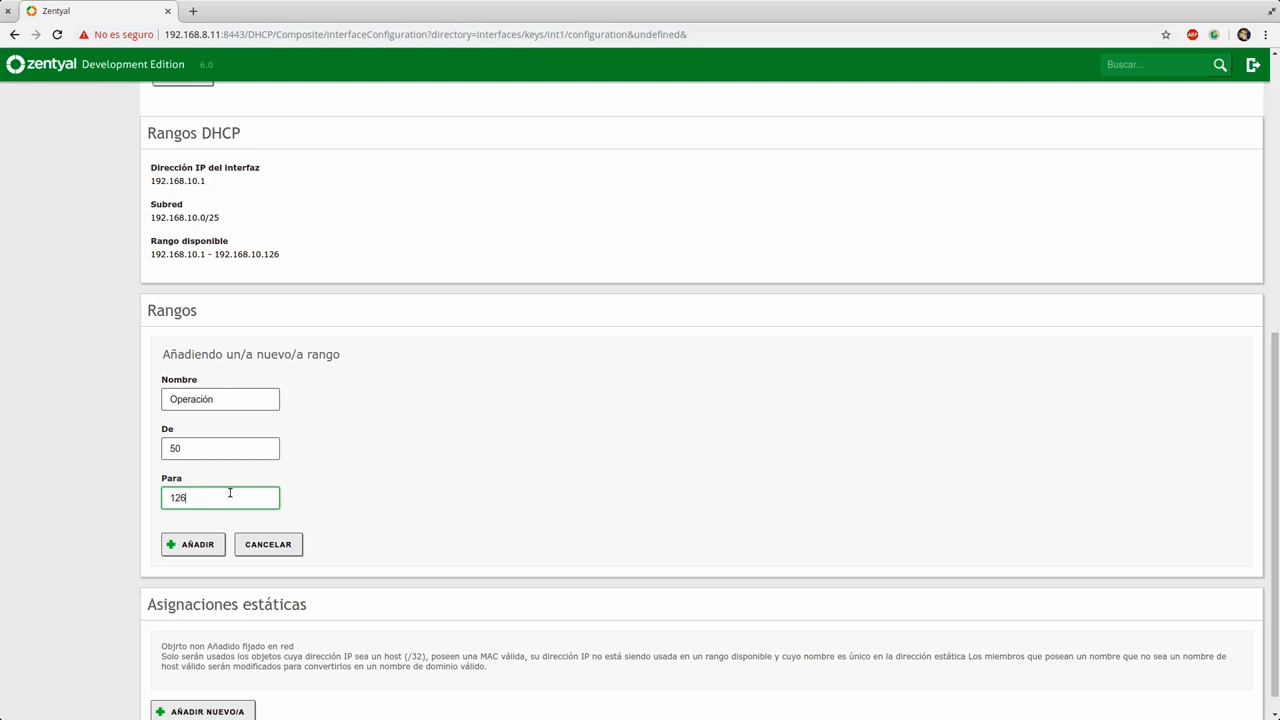 Zentyal
No es seguro
192.168.8.11:8443/DHCP/Composite/InterfaceConfiguration?directory=interfaces/keys/int1/configuration&undefined&
ABP
zentyal Development Edition 6.0
Buscar...
Rangos DHCP
Dirección IP del interfaz
192.168.10.1
Subred
192.168.10.0/25
Rango disponible
192.168.10.1 - 192.168.10.126
Rangos
Añadiendo un/a nuevo/a rango
Nombre
Operación
De
50
Para
126
AÑADIR
CANCELAR
Asignaciones estáticas
Objrto non Añadido fijado en red
Solo serán usados los objetos cuya dirección IP sea un host (/32), poseen una MAC válida, su dirección IP no está siendo usada en un rango disponible y cuyo nombre es único en la dirección estática Los miembros que posean un nombre que no sea un nombre de
host válido serán modificados para convertirlos en un nombre de dominio válido.
AÑADIR NUEVO/A